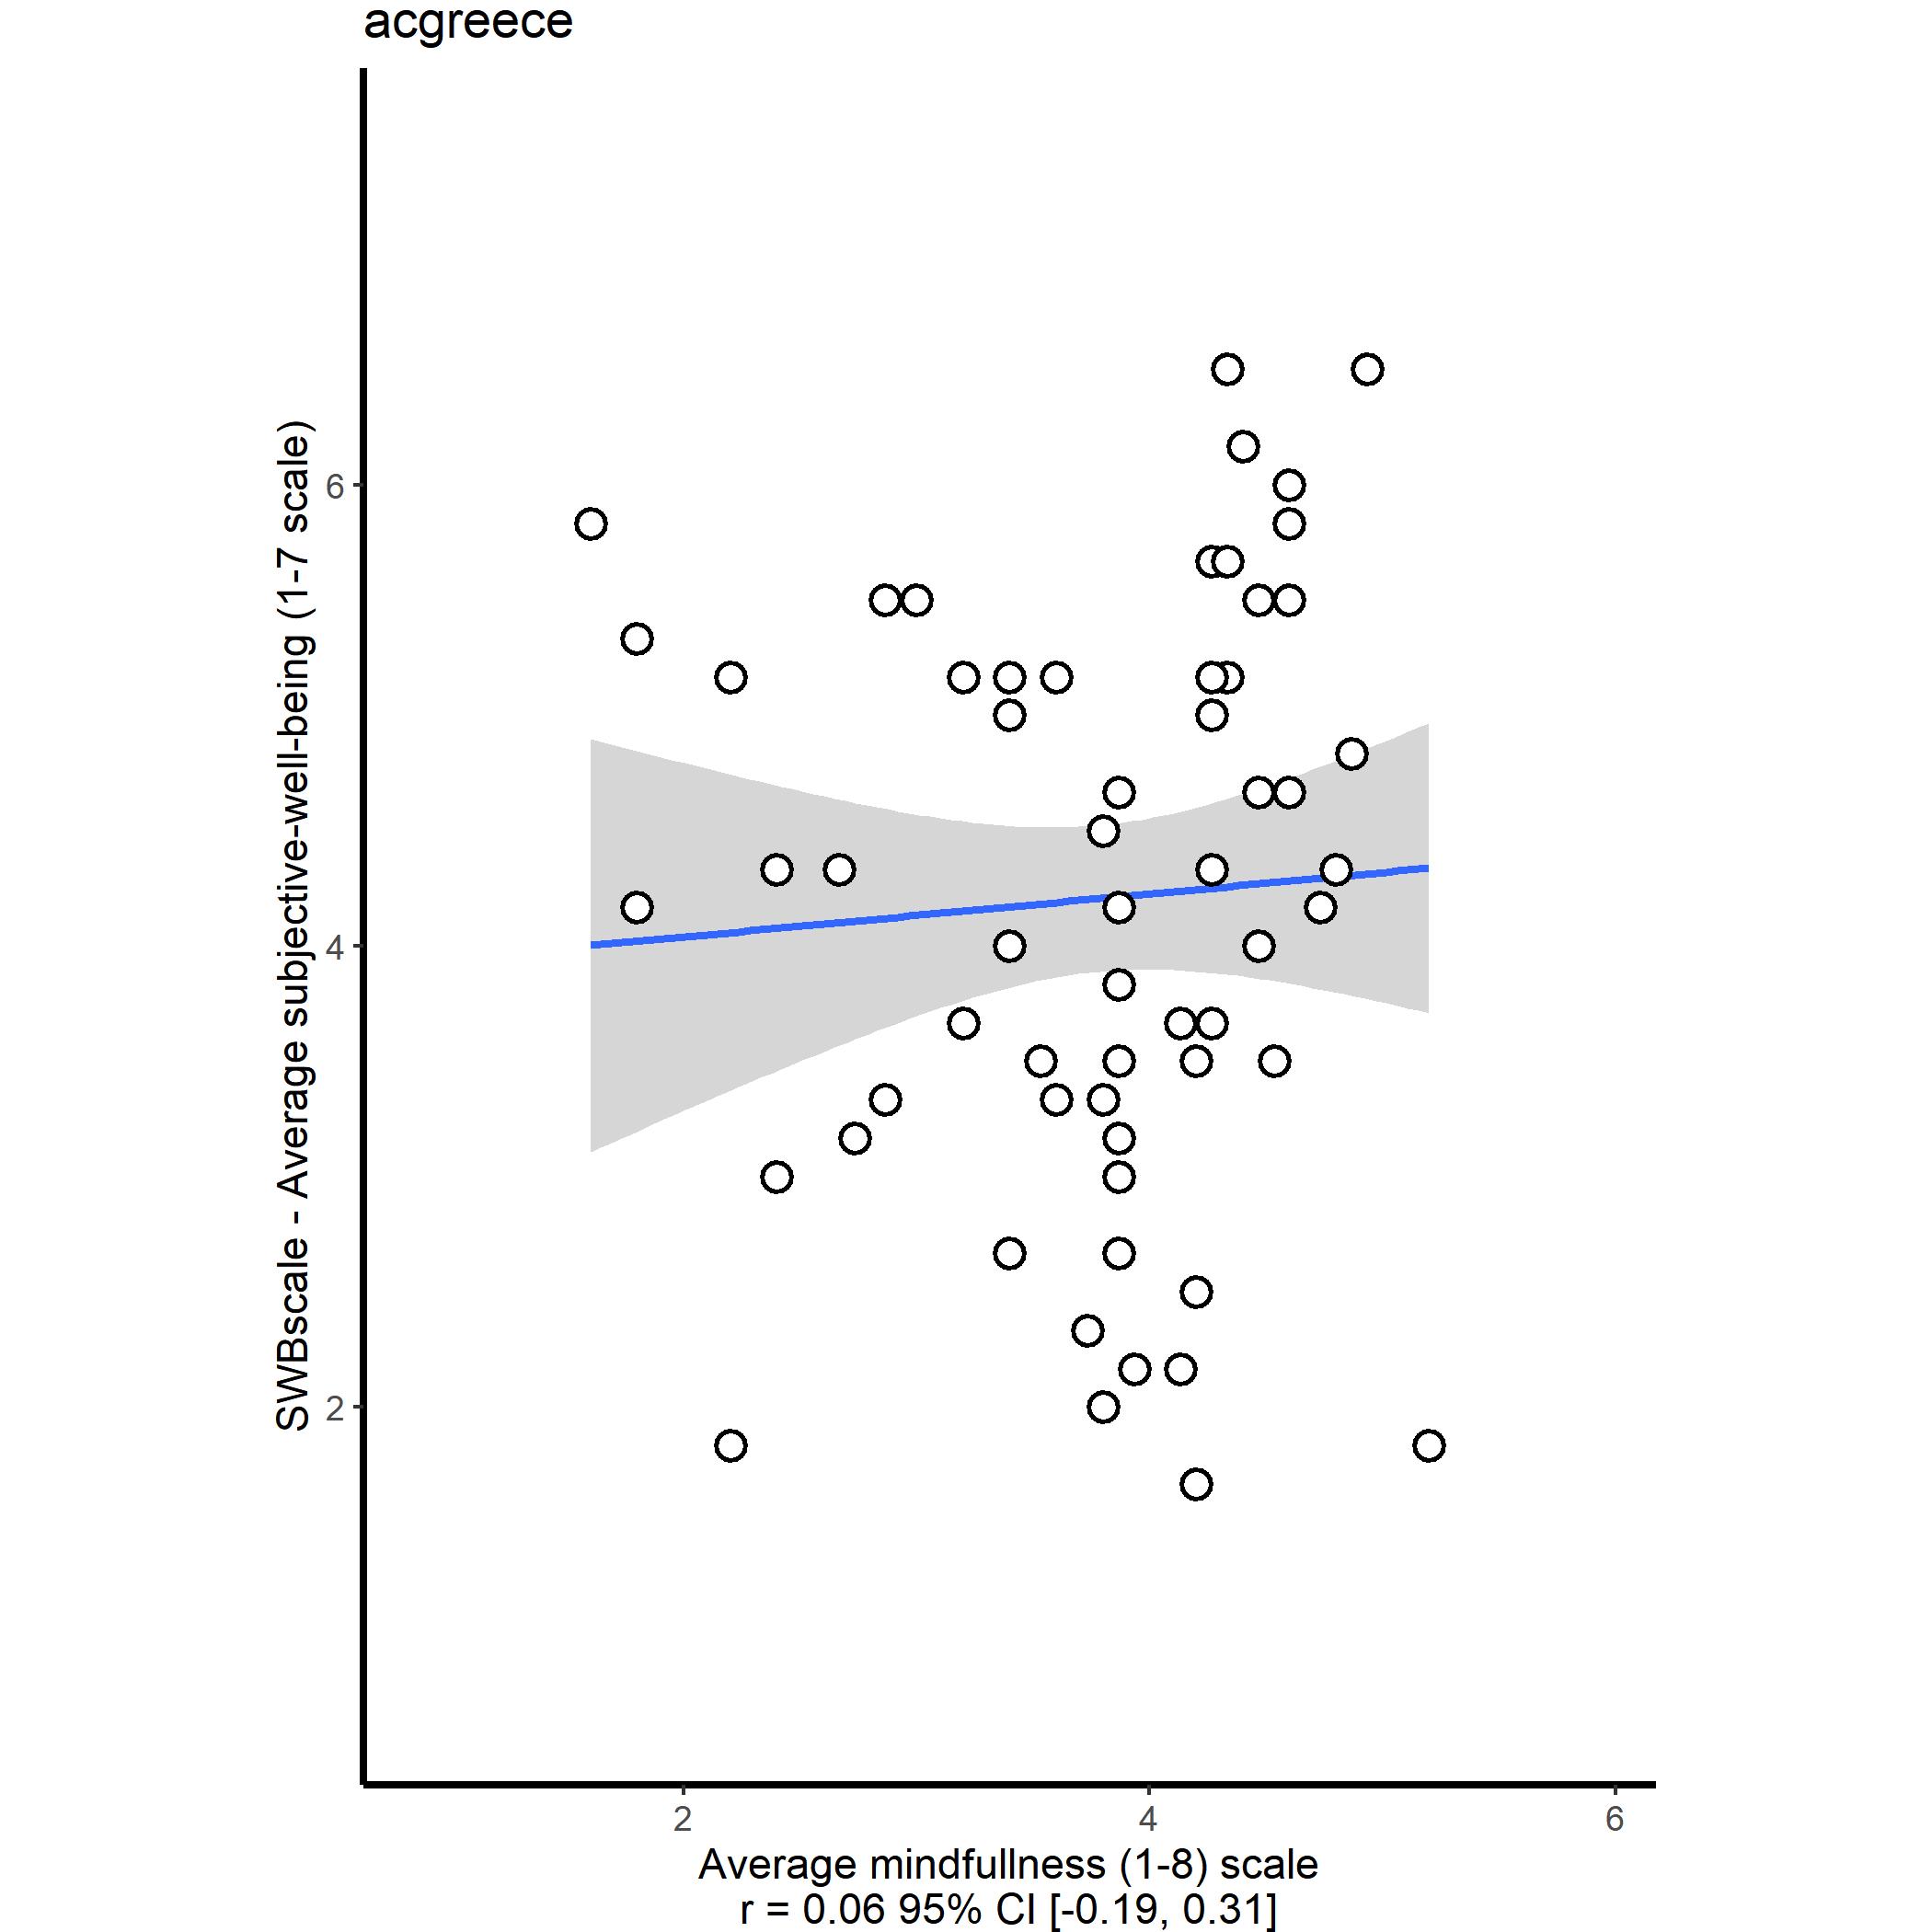 acgreece
SWBscale - Average subjective-well-being (1-7 scale)
6
4
2
2
4
6
Average mindfullness (1-8) scale
r = 0.06 95% CI [-0.19, 0.31]